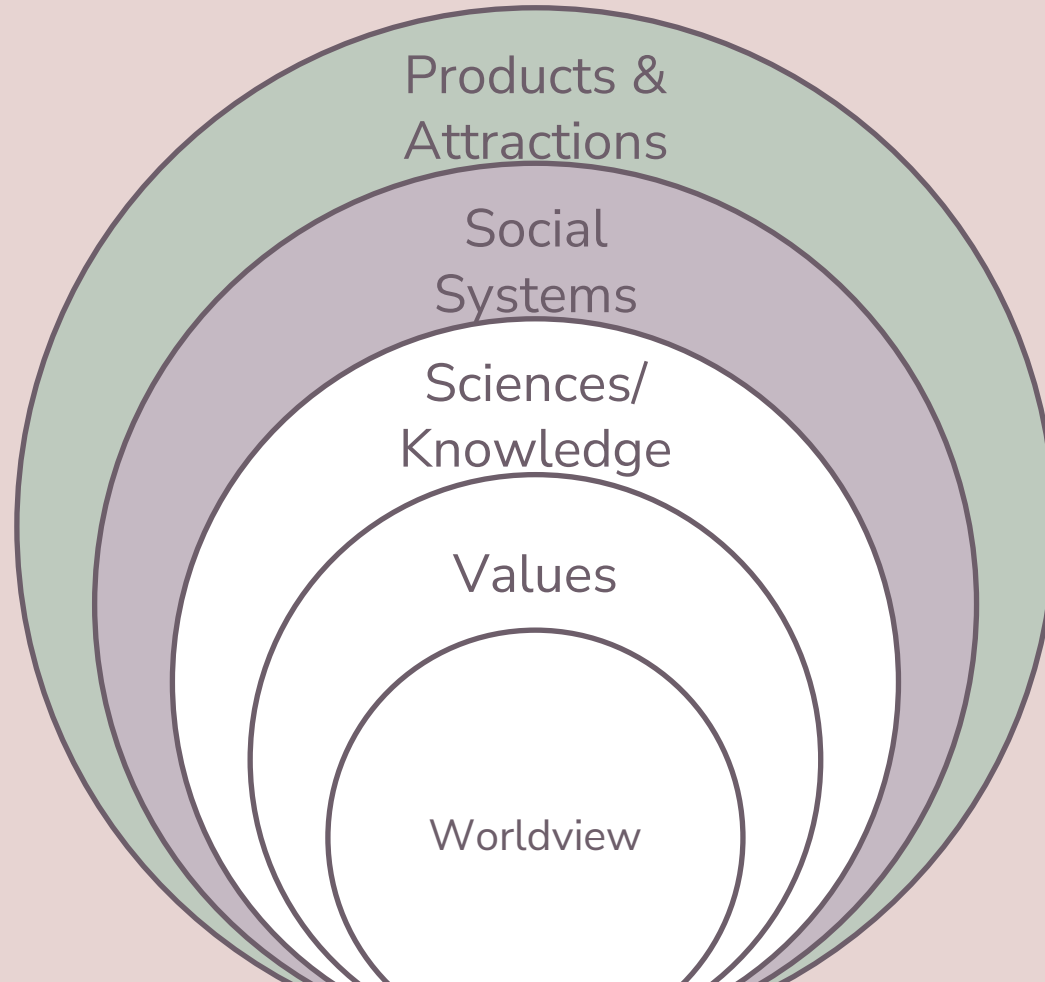 Products &
Attractions
Social
Systems
Sciences/
Knowledge
Values
Worldview